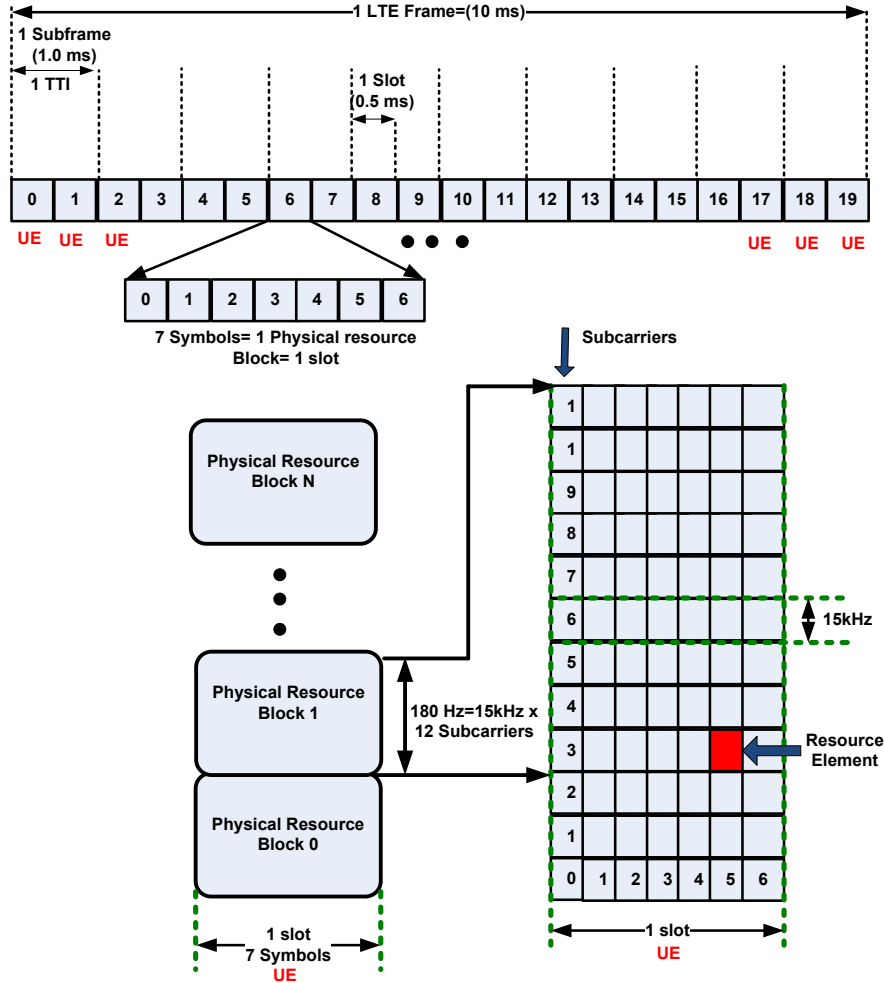 1 LTE Frame=(10 ms)
1 Subframe
(1.0 ms)
1 TTI
1 Slot
(0.5 ms)
0 1 2 3 4 5 6 7 8 9 10 11 12 13 14 15 16 17 18 19
UE UE UE UE UE UE
0 1 2 3 4 5 6
7 Symbols= 1 Physical resource
Block= 1 slot
Subcarriers
1
1
9
8
7
6
15kHz
5
4
3
2
1
0 1 2 3 4 5 6
Resource
Element
Physical Resource
Block N
Physical Resource
Block 1
180 Hz=15kHz x
12 Subcarriers
Physical Resource
Block 0
1 slot
7 Symbols
UE
1 slot
UE